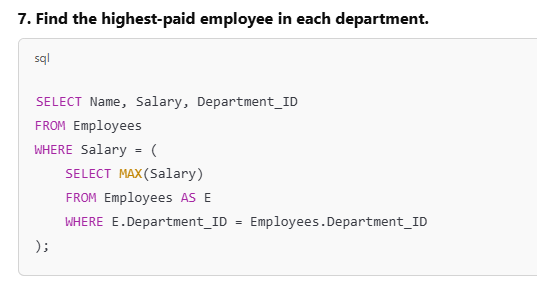 7. Find the highest-paid employee in each department.
sql
SELECT Name, Salary, Department_ID
FROM Employees
WHERE Salary = (
    SELECT MAX(Salary)
    FROM Employees AS E
    WHERE E.Department_ID = Employees.Department_ID
);